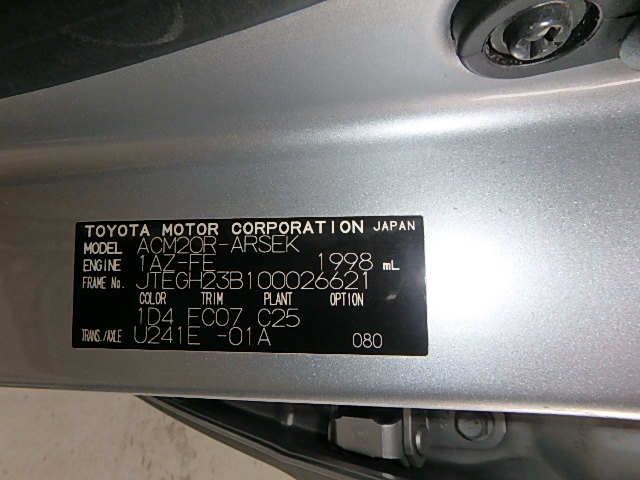 TOYOTA MOTOR CORPORATION JAPAN
MODEL ACM20R-ARSEK
ENGINE 1AZ-FE 1998 mL
FRAME No. JTEGH23B100026621
COLOR TRIM PLANT OPTION
1D4 FC07 C25
TRANS./AXLE U241E -01A 080